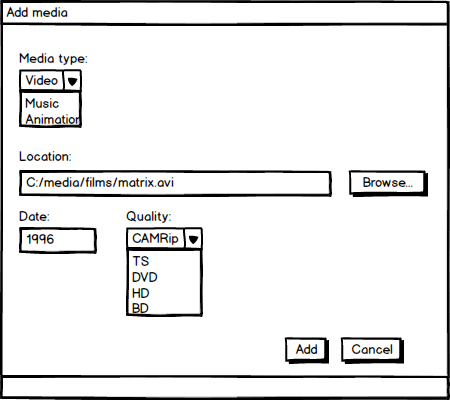 Add media
Media type:
Video
Music
Animation
Location:
C:/media/films/matrix.avi
Browse...
Date:
Quality:
1996
CAMRip
TS
DVD
HD
BD
Add
Cancel